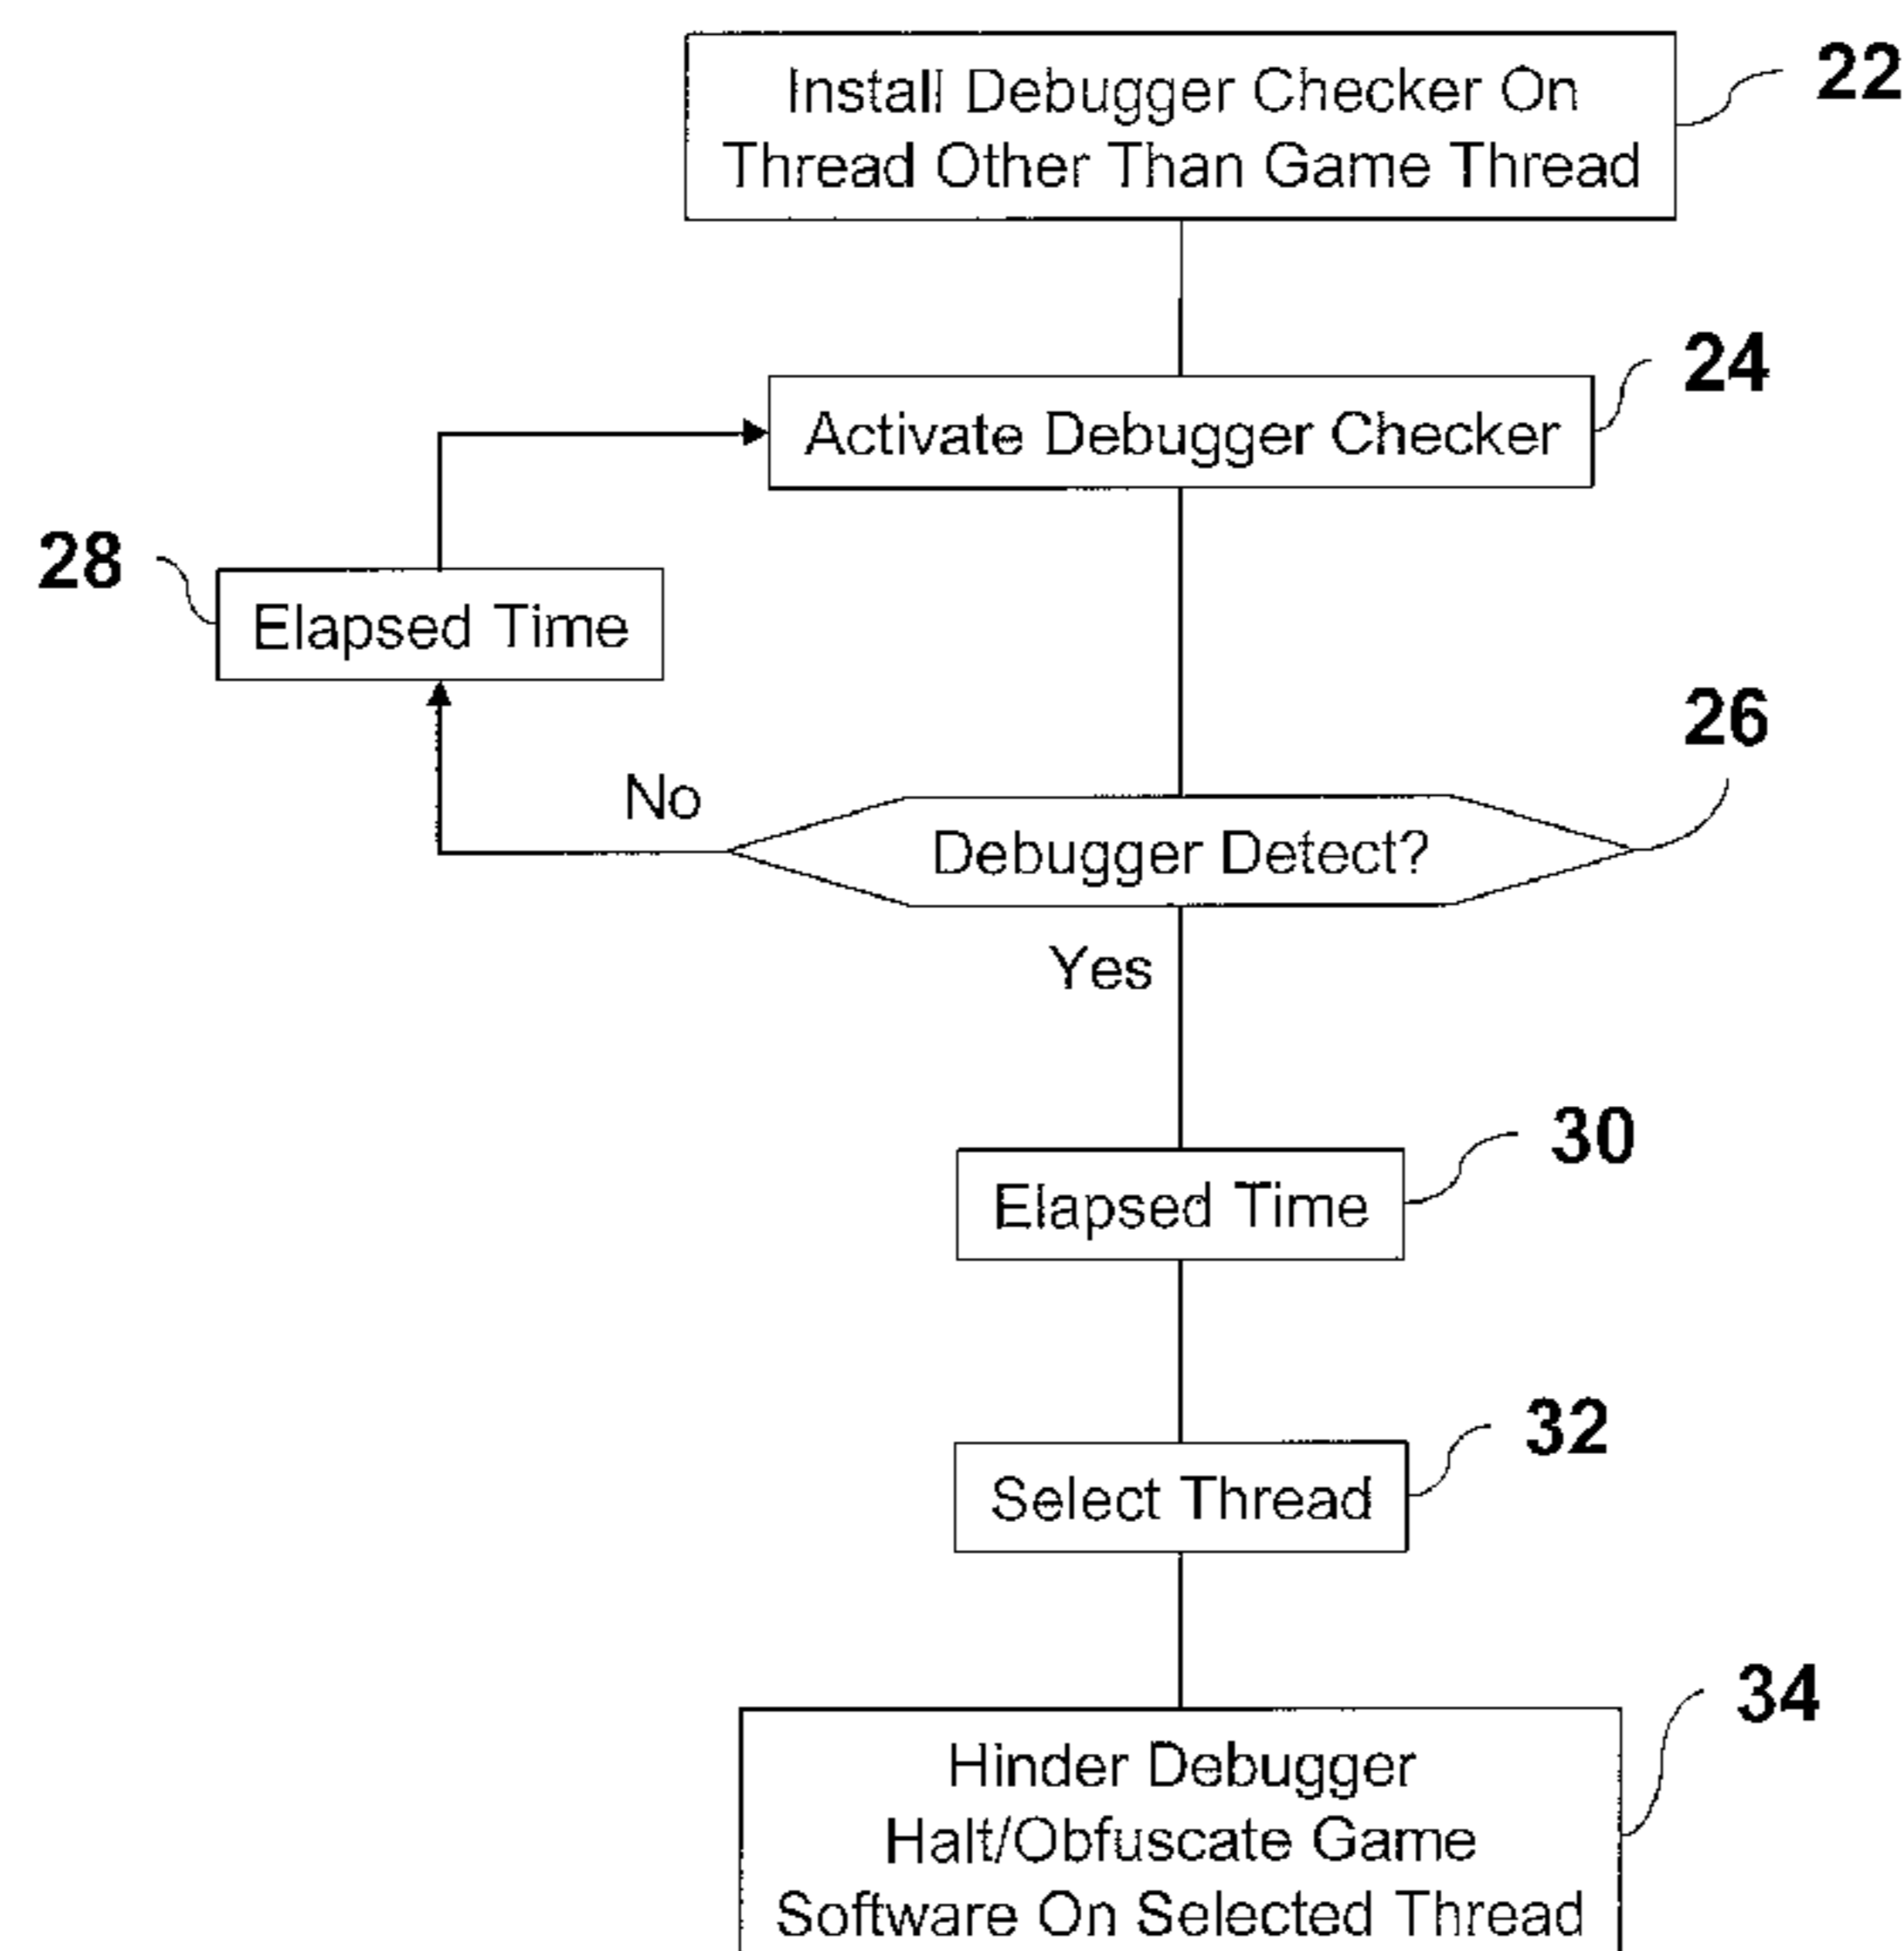 Install Debugger Checker On
Thread Other Than Game Thread
22
Activate Debugger Checker
24
28
Elapsed Time
26
No
Debugger Detect?
Yes
Elapsed Time
30
Select Thread
32
Hinder Debugger
Halt/Obfuscate Game
Software On Selected Thread
34